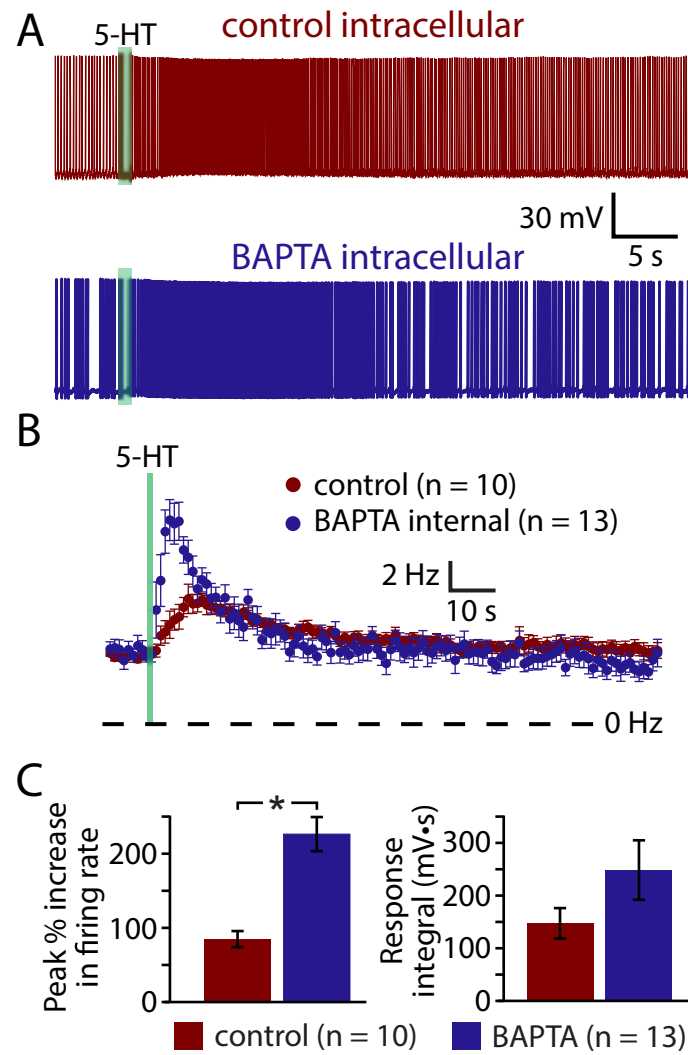 A
5-HT
control intracellular
30 mV
5 s
BAPTA intracellular
B
5-HT
control (n = 10)
BAPTA internal (n = 13)
2 Hz
10 s
0 Hz
C
Peak % increase
in firing rate
200
100
0
*
Response
integral (mV•s)
300
200
100
0
control (n = 10)
BAPTA (n = 13)